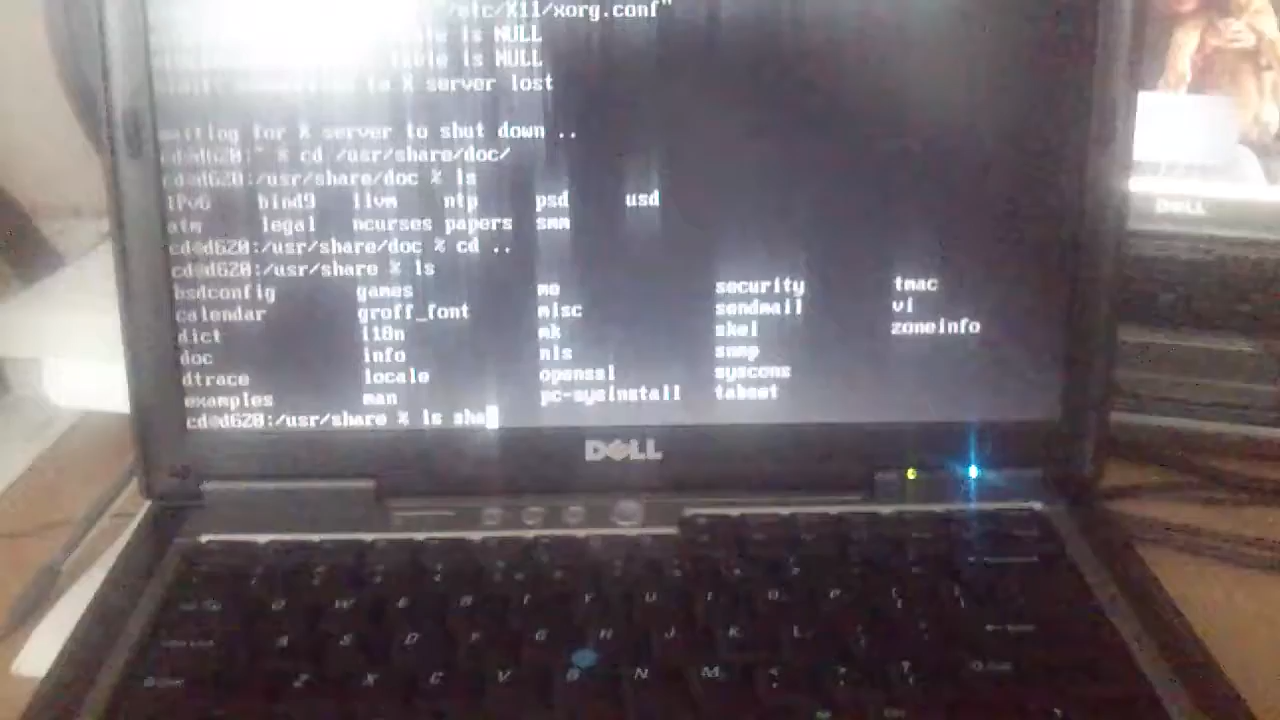 /etc/X11/xorg.conf"
is NULL
is NULL
to X server lost
waiting for X server to shut down ..
cd@d620:~ % cd /usr/share/doc/
cd@d620:/usr/share/doc % ls
IPv6 bind9 llvm ntp psd usd
atm legal ncurses papers smm
cd@d620:/usr/share/doc % cd ..
cd@d620:/usr/share % ls
bsdconfig games me security tmac
calendar groff_font misc sendmail vi
dict i18n mk skel zoneinfo
doc info nls snmp
dtrace locale openssl syscons
examples man pc-sysinstall tabset
cd@d620:/usr/share % ls sha
DELL
DELL
Q W E R T Y U I O P
A S D F G H J K L
Z X C V B N M